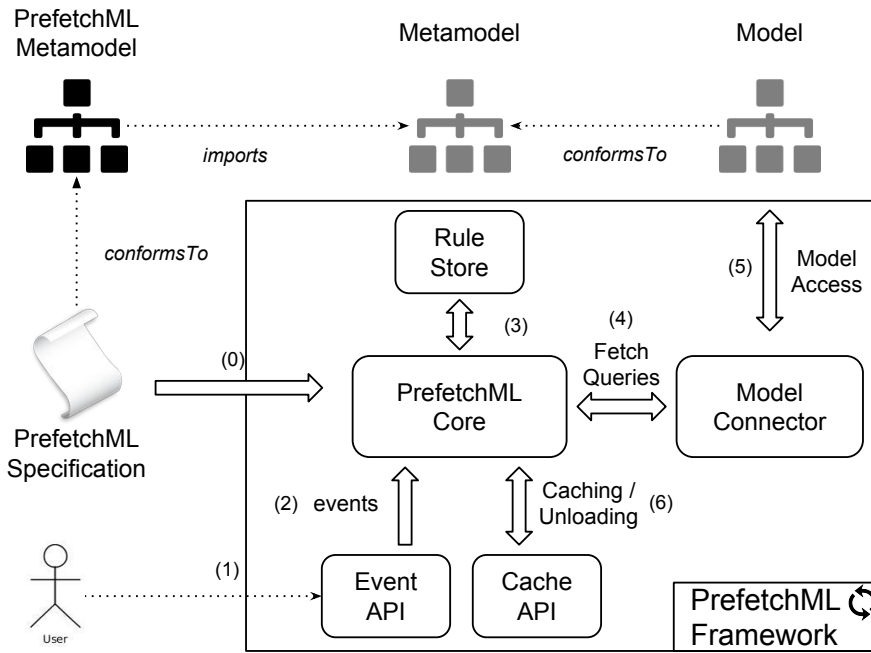 PrefetchML
Metamodel
Metamodel
Model
imports
conformsTo
conformsTo
Rule
Store
(5)
Model
Access
(3)
(4)
Fetch
Queries
(0)
PrefetchML
Core
Model
Connector
PrefetchML
Specification
(2) events
Caching /
Unloading
(6)
(1)
Event
API
Cache
API
User
PrefetchML
Framework